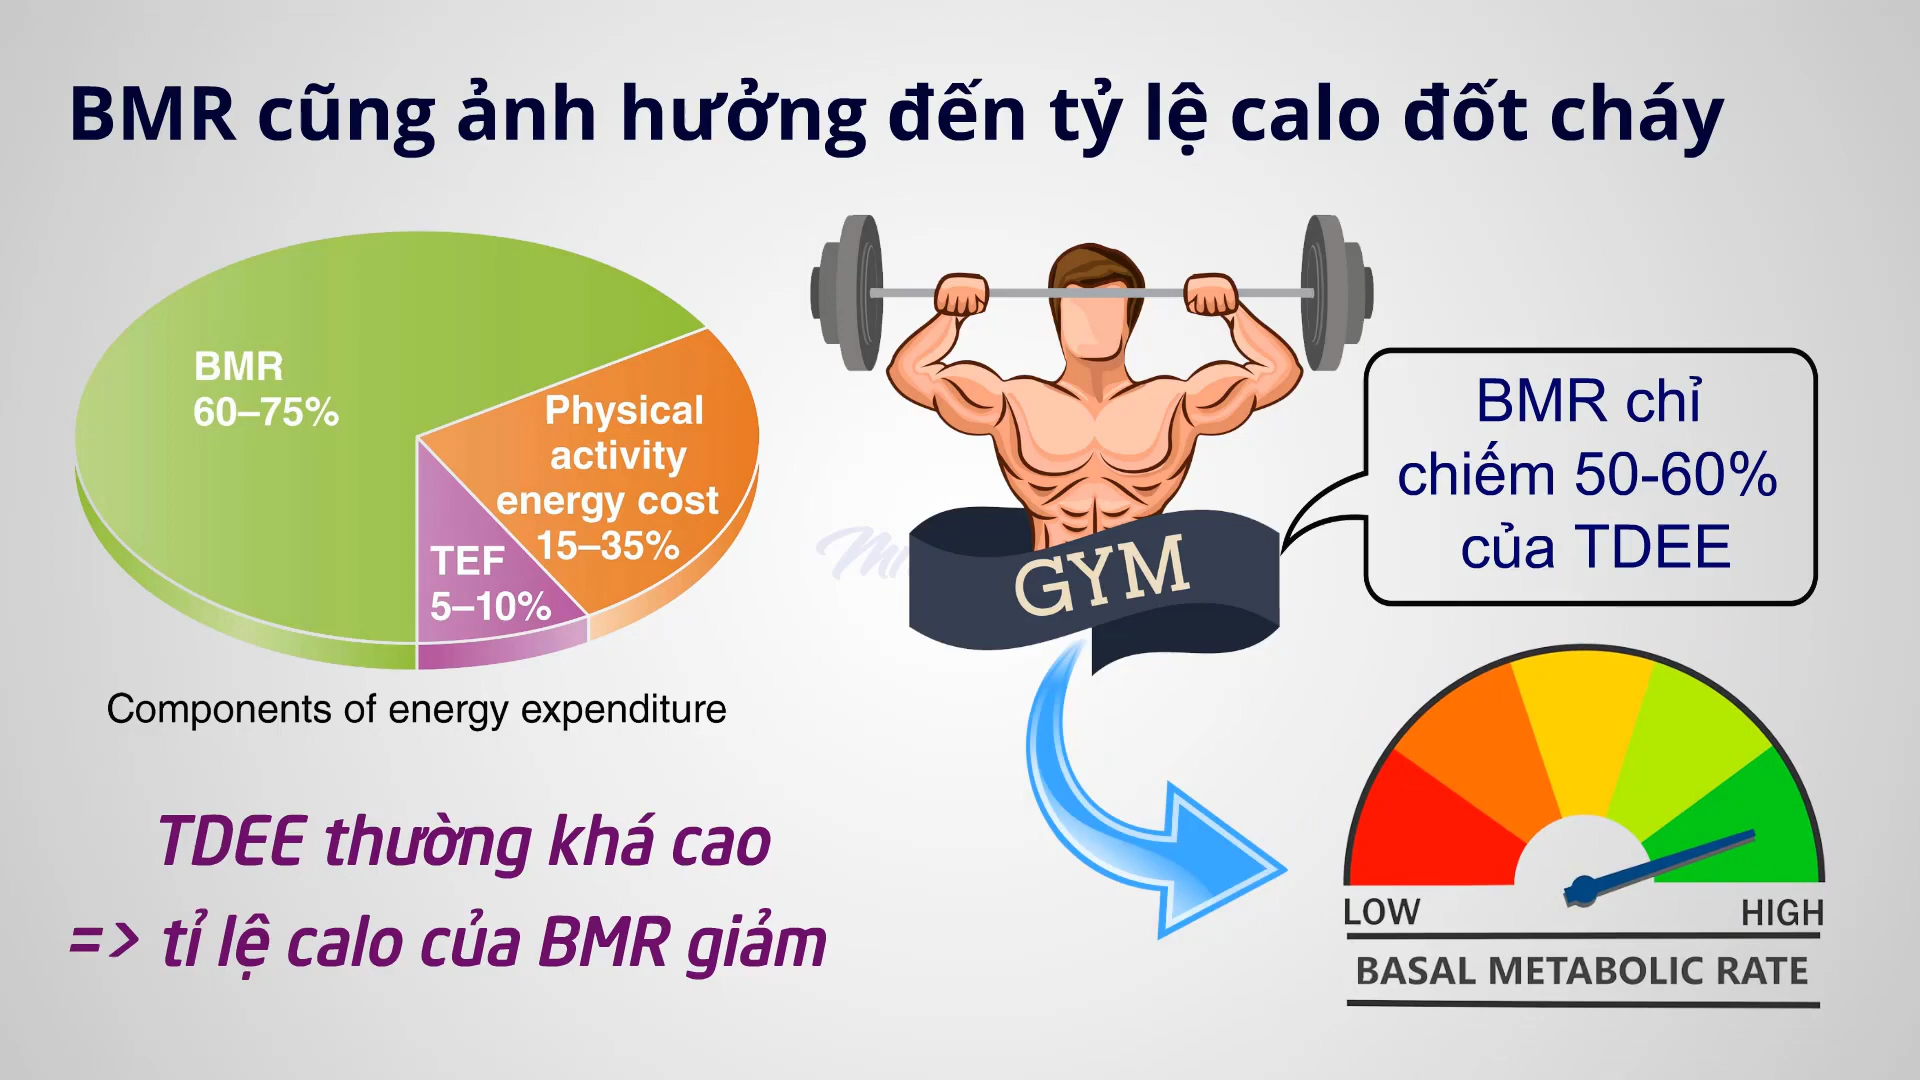 BMR cũng ảnh hưởng đến tỷ lệ calo đốt cháy
BMR
60–75%
Physical
activity
energy cost
15–35%
TEF
5–10%
Components of energy expenditure
TDEE thường khá cao
=> tỉ lệ calo của BMR giảm
GYM
BMR chỉ
chiếm 50-60%
của TDEE
LOW
HIGH
BASAL METABOLIC RATE